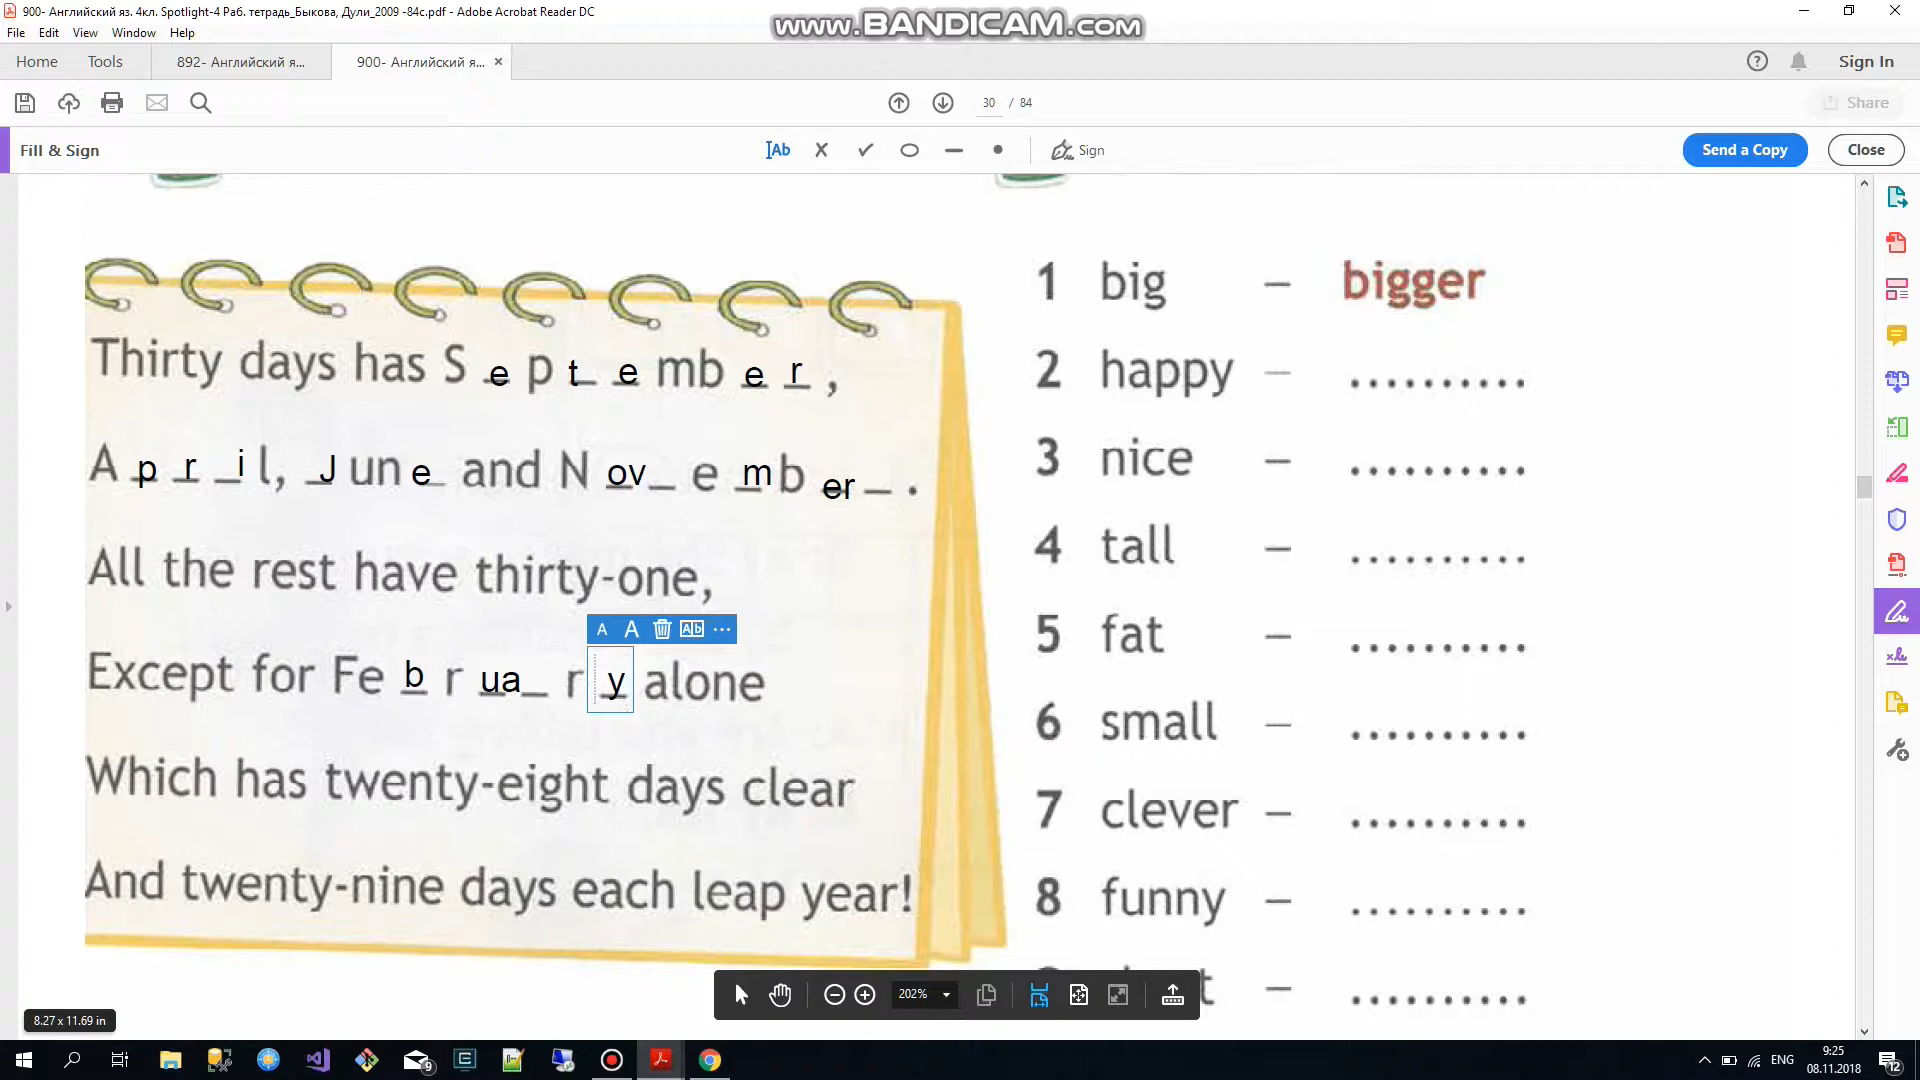 900- Английский яз. 4кл. Spotlight-4 Раб. тетрадь_Быкова, Дули_2009 -84с.pdf - Adobe Acrobat Reader DC
www.BANDICAM.com
File Edit View Window Help
Home Tools 892- Английский я... 900- Английский я... ×
30 / 84
Sign In
Share
Fill & Sign
Ab Sign
Send a Copy Close
Thirty days has S e p t e mb e r ,
A p r i l, J un e and N ov e m b er .
All the rest have thirty-one,
A A Ab ...
Except for Fe b r ua r y alone
Which has twenty-eight days clear
And twenty-nine days each leap year!
1 big – bigger
2 happy – ..........
3 nice – ..........
4 tall – ..........
5 fat – ..........
6 small – ..........
7 clever – ..........
8 funny – ..........
t – ..........
202%
8.27 x 11.69 in
9
ENG
9:25
08.11.2018
12